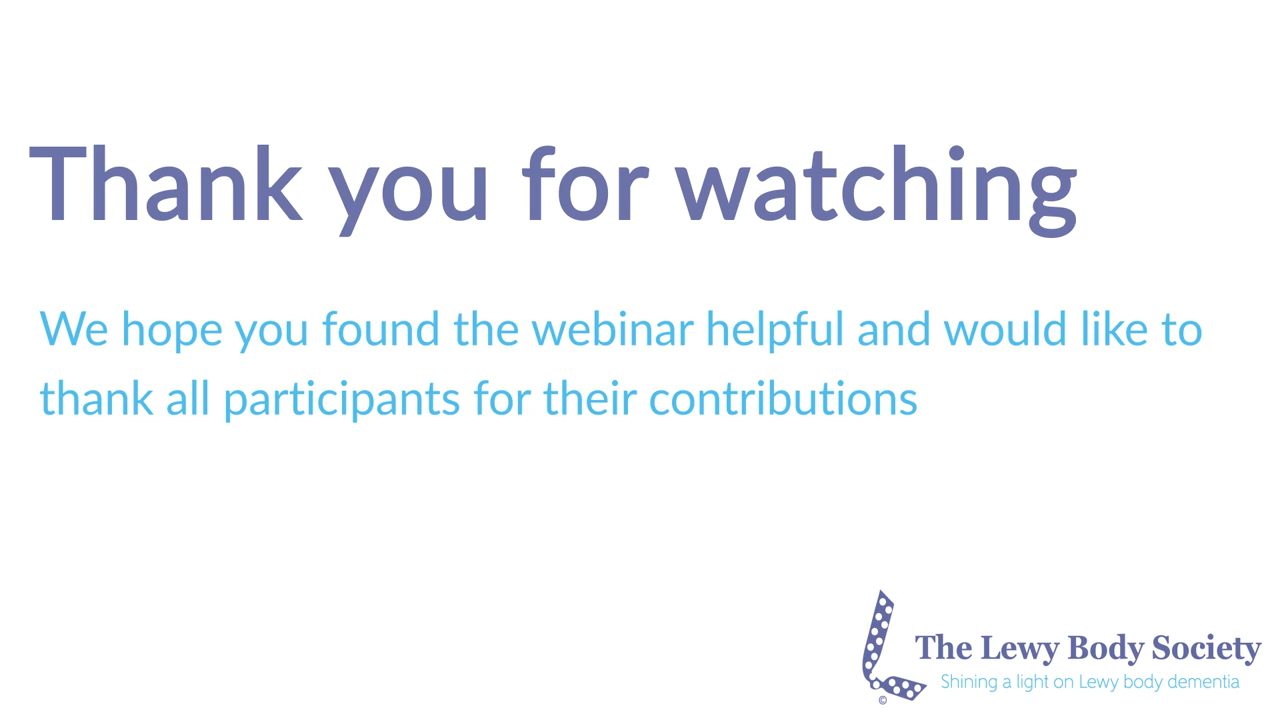 Thank you for watching
We hope you found the webinar helpful and would like to
thank all participants for their contributions
The Lewy Body Society
Shining a light on Lewy body dementia
©